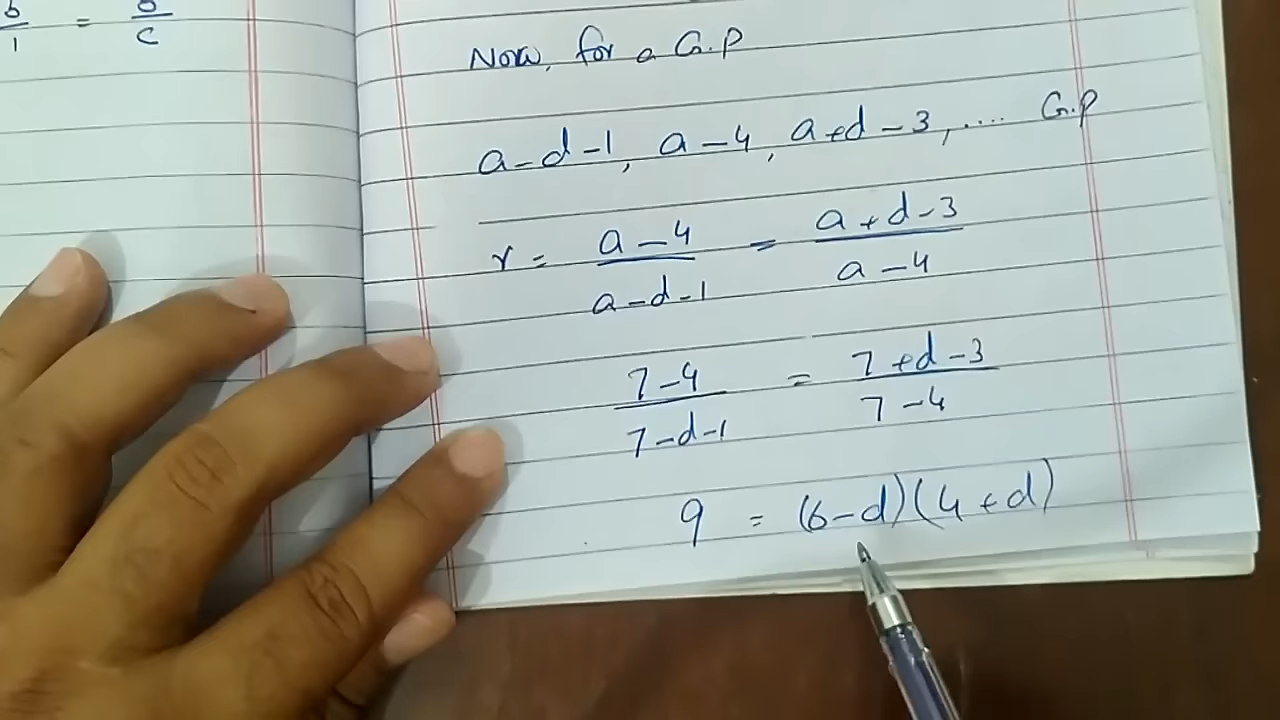 b/1 = b/c
Now, for a G.P
a-d-1, a-4, a+d-3, .... G.P
r = (a-4)/(a-d-1) = (a+d-3)/(a-4)
(7-4)/(7-d-1) = (7+d-3)/(7-4)
9 = (6-d)(4+d)